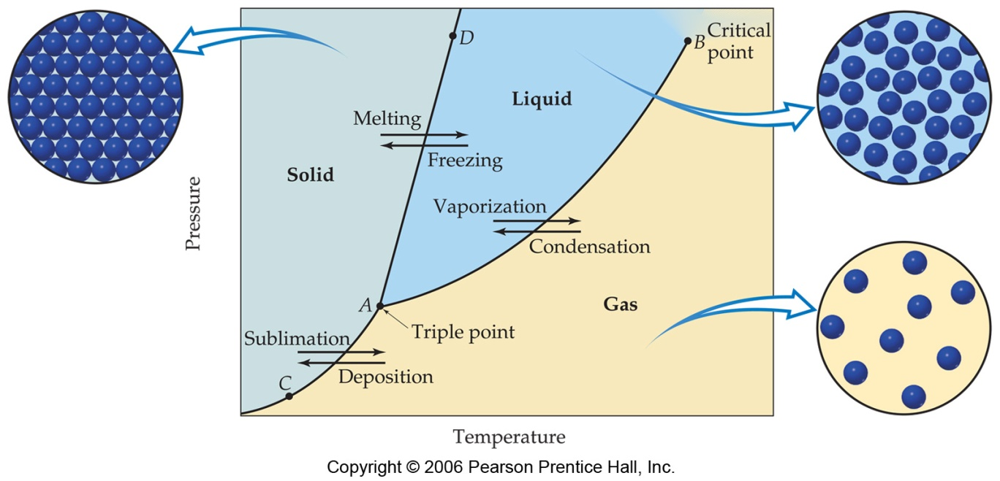 D
B Critical
point
Liquid
Melting
Freezing
Solid
Pressure
Vaporization
Condensation
A
Gas
Triple point
Sublimation
Deposition
C
Temperature
Copyright © 2006 Pearson Prentice Hall, Inc.